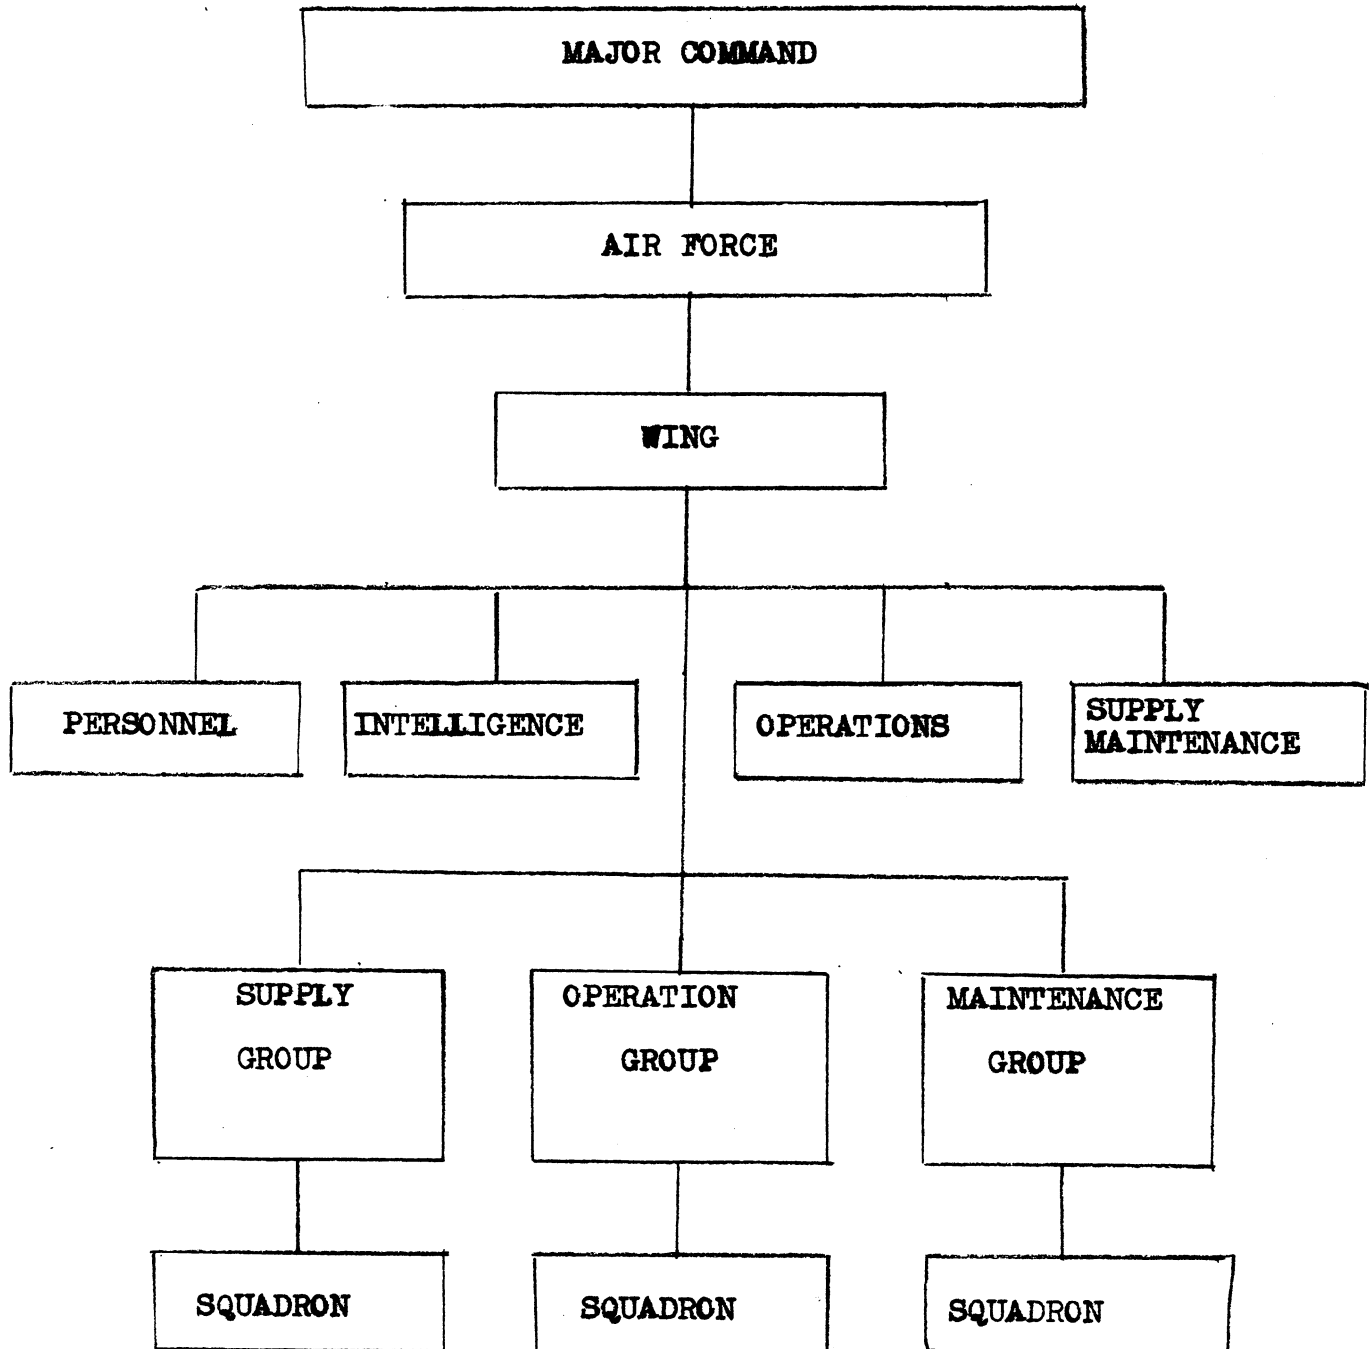 MAJOR COMMAND
AIR FORCE
WING
PERSONNEL
INTELLIGENCE
OPERATIONS
SUPPLY
MAINTENANCE
SUPPLY
GROUP
OPERATION
GROUP
MAINTENANCE
GROUP
SQUADRON
SQUADRON
SQUADRON